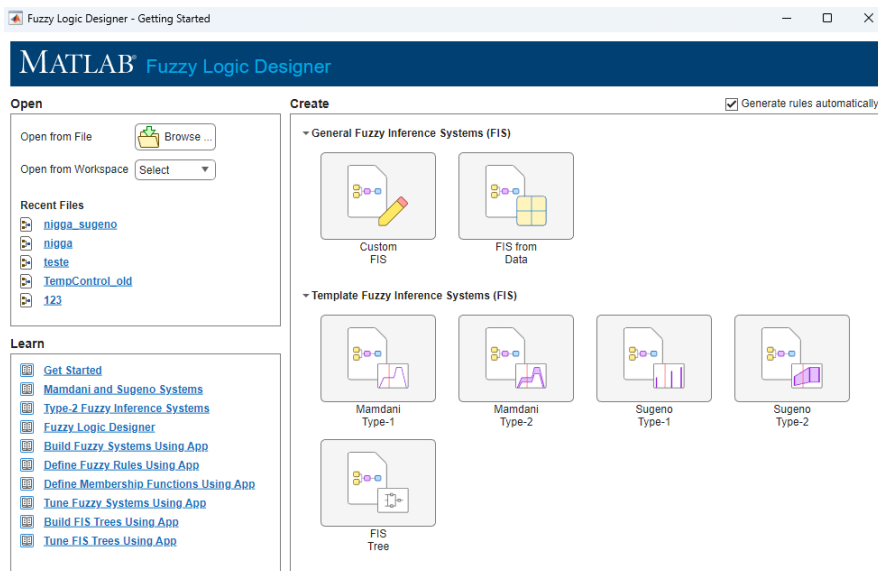 Fuzzy Logic Designer - Getting Started
MATLAB® Fuzzy Logic Designer
Open
Open from File
Browse ...
Open from Workspace
Select
Recent Files
nigga_sugeno
nigga
teste
TempControl_old
123
Learn
Get Started
Mamdani and Sugeno Systems
Type-2 Fuzzy Inference Systems
Fuzzy Logic Designer
Build Fuzzy Systems Using App
Define Fuzzy Rules Using App
Define Membership Functions Using App
Tune Fuzzy Systems Using App
Build FIS Trees Using App
Tune FIS Trees Using App
Create
Generate rules automatically
General Fuzzy Inference Systems (FIS)
Custom
FIS
FIS from
Data
Template Fuzzy Inference Systems (FIS)
Mamdani
Type-1
Mamdani
Type-2
Sugeno
Type-1
Sugeno
Type-2
FIS
Tree